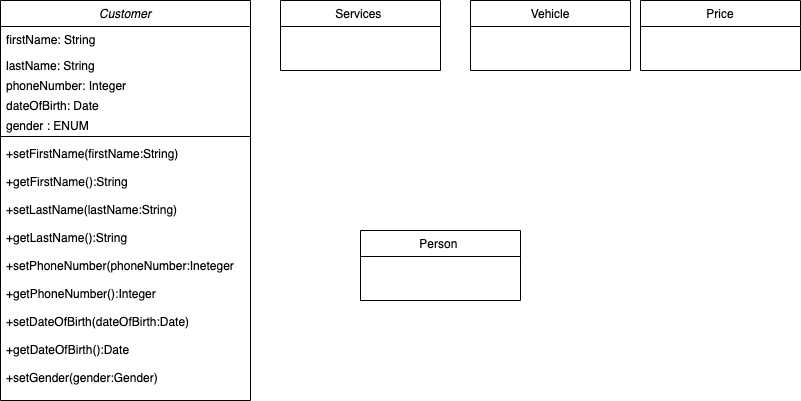 Customer
firstName: String
lastName: String
phoneNumber: Integer
dateOfBirth: Date
gender : ENUM
+setFirstName(firstName:String)
+getFirstName():String
+setLastName(lastName:String)
+getLastName():String
+setPhoneNumber(phoneNumber:Ineteger
+getPhoneNumber():Integer
+setDateOfBirth(dateOfBirth:Date)
+getDateOfBirth():Date
+setGender(gender:Gender)
Services
Vehicle
Price
Person